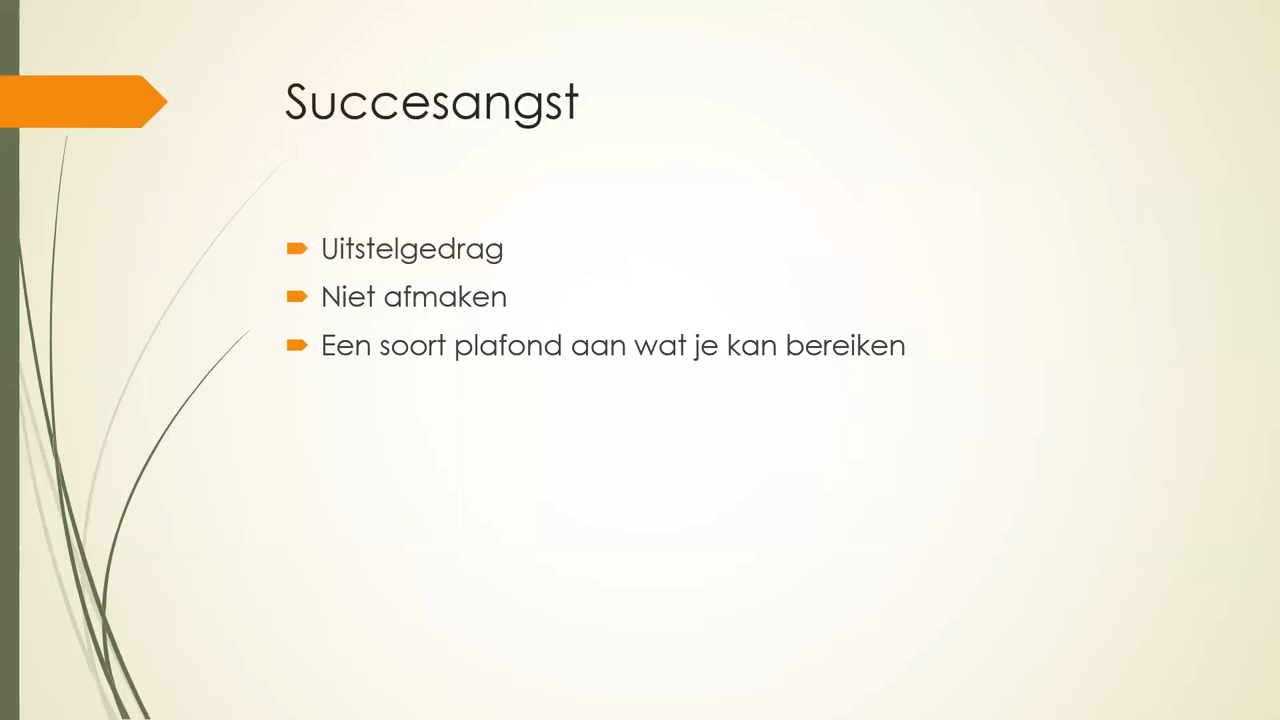 Succesangst
Uitstelgedrag
Niet afmaken
Een soort plafond aan wat je kan bereiken